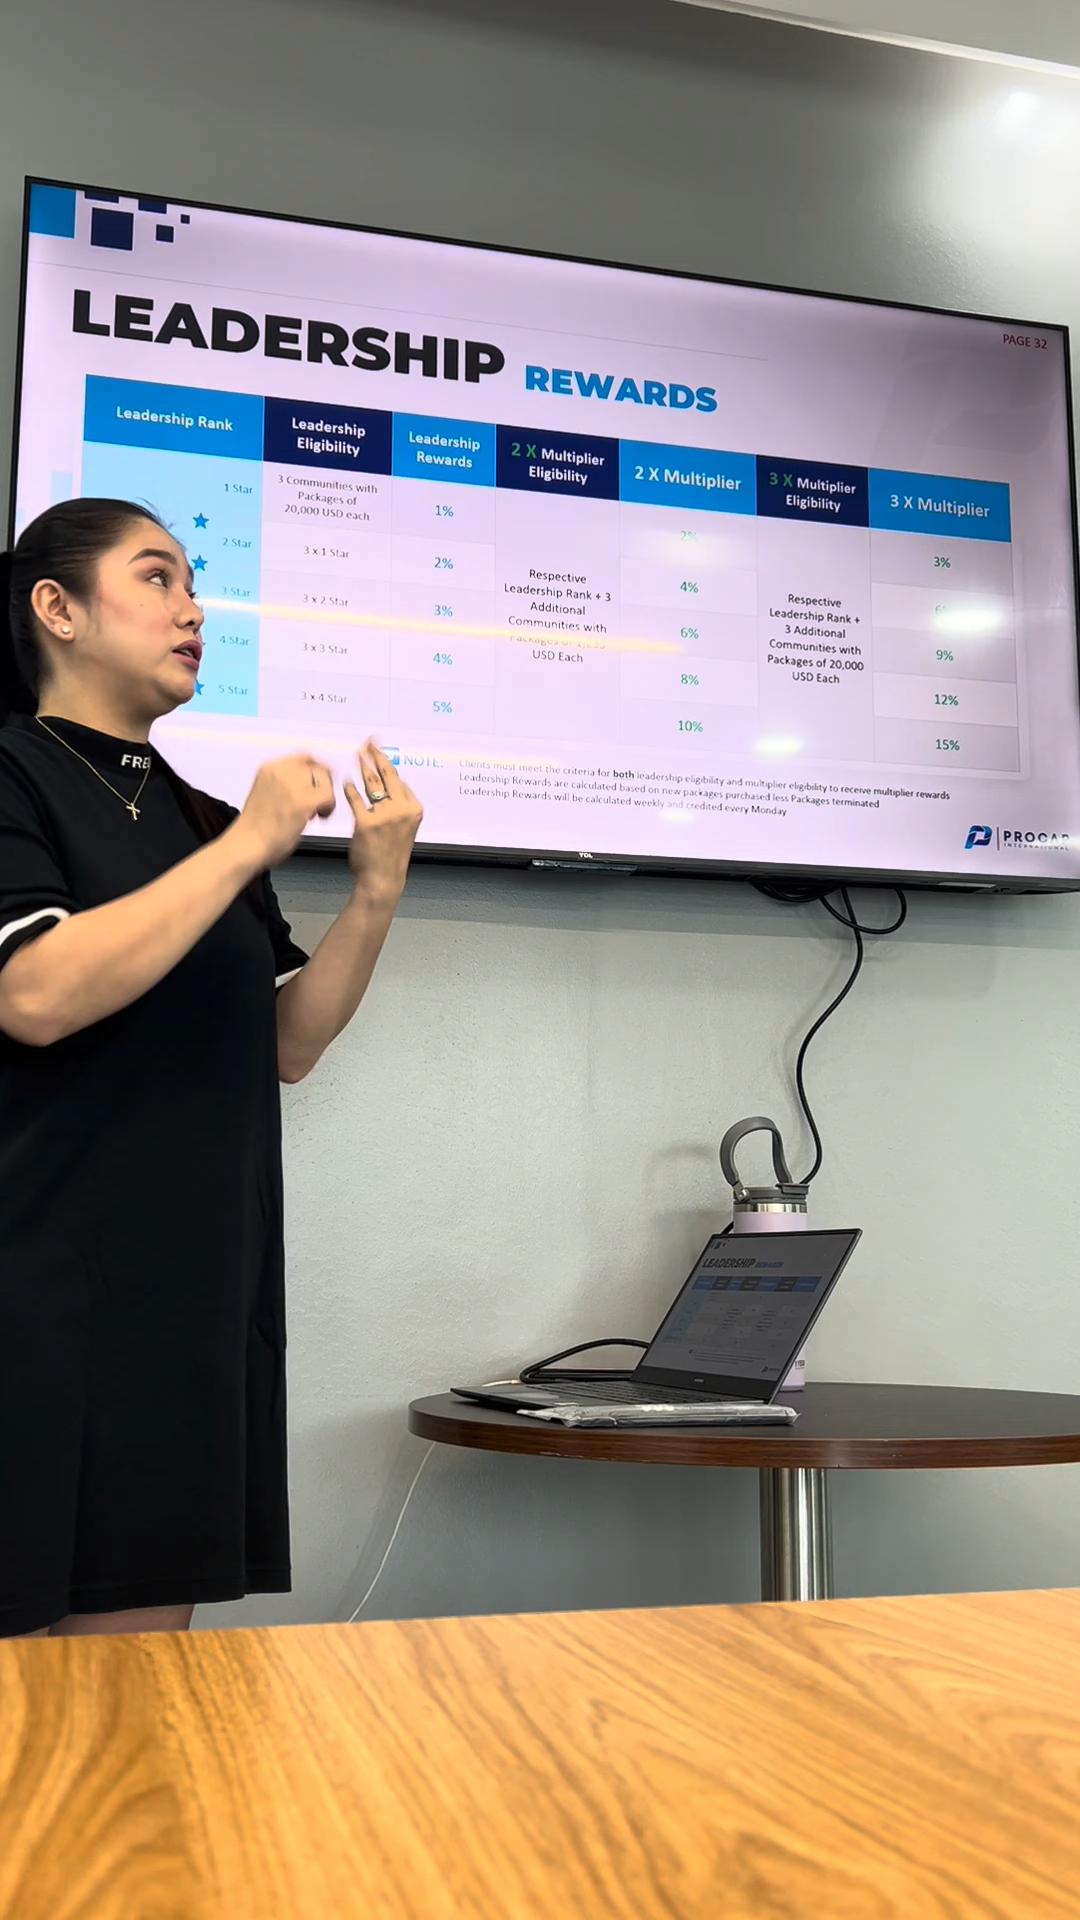 PAGE 32
LEADERSHIP REWARDS
Leadership Rank
Leadership
Eligibility
Leadership
Rewards
2 X Multiplier
Eligibility
2 X Multiplier
3 X Multiplier
Eligibility
3 X Multiplier
1 Star
3 Communities with
Packages of
20,000 USD each
1%
2%
3%
2 Star
3 x 1 Star
2%
4%
3 Star
3 x 2 Star
3%
6%
9%
4 Star
3 x 3 Star
4%
8%
12%
5 Star
3 x 4 Star
5%
10%
15%
Respective
Leadership Rank + 3
Additional
Communities with
Packages of
USD Each
Respective
Leadership Rank +
3 Additional
Communities with
Packages of 20,000
USD Each
NOTE:
Clients must meet the criteria for both leadership eligibility and multiplier eligibility to receive multiplier rewards
Leadership Rewards are calculated based on new packages purchased less Packages terminated
Leadership Rewards will be calculated weekly and credited every Monday
PROCAP
INTERNATIONAL
TCL
FRE
LEADERSHIP REWARDS